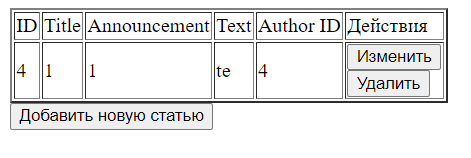 ID Title Announcement Text Author ID Действия
4 1 1 te 4 Изменить
Удалить
Добавить новую статью